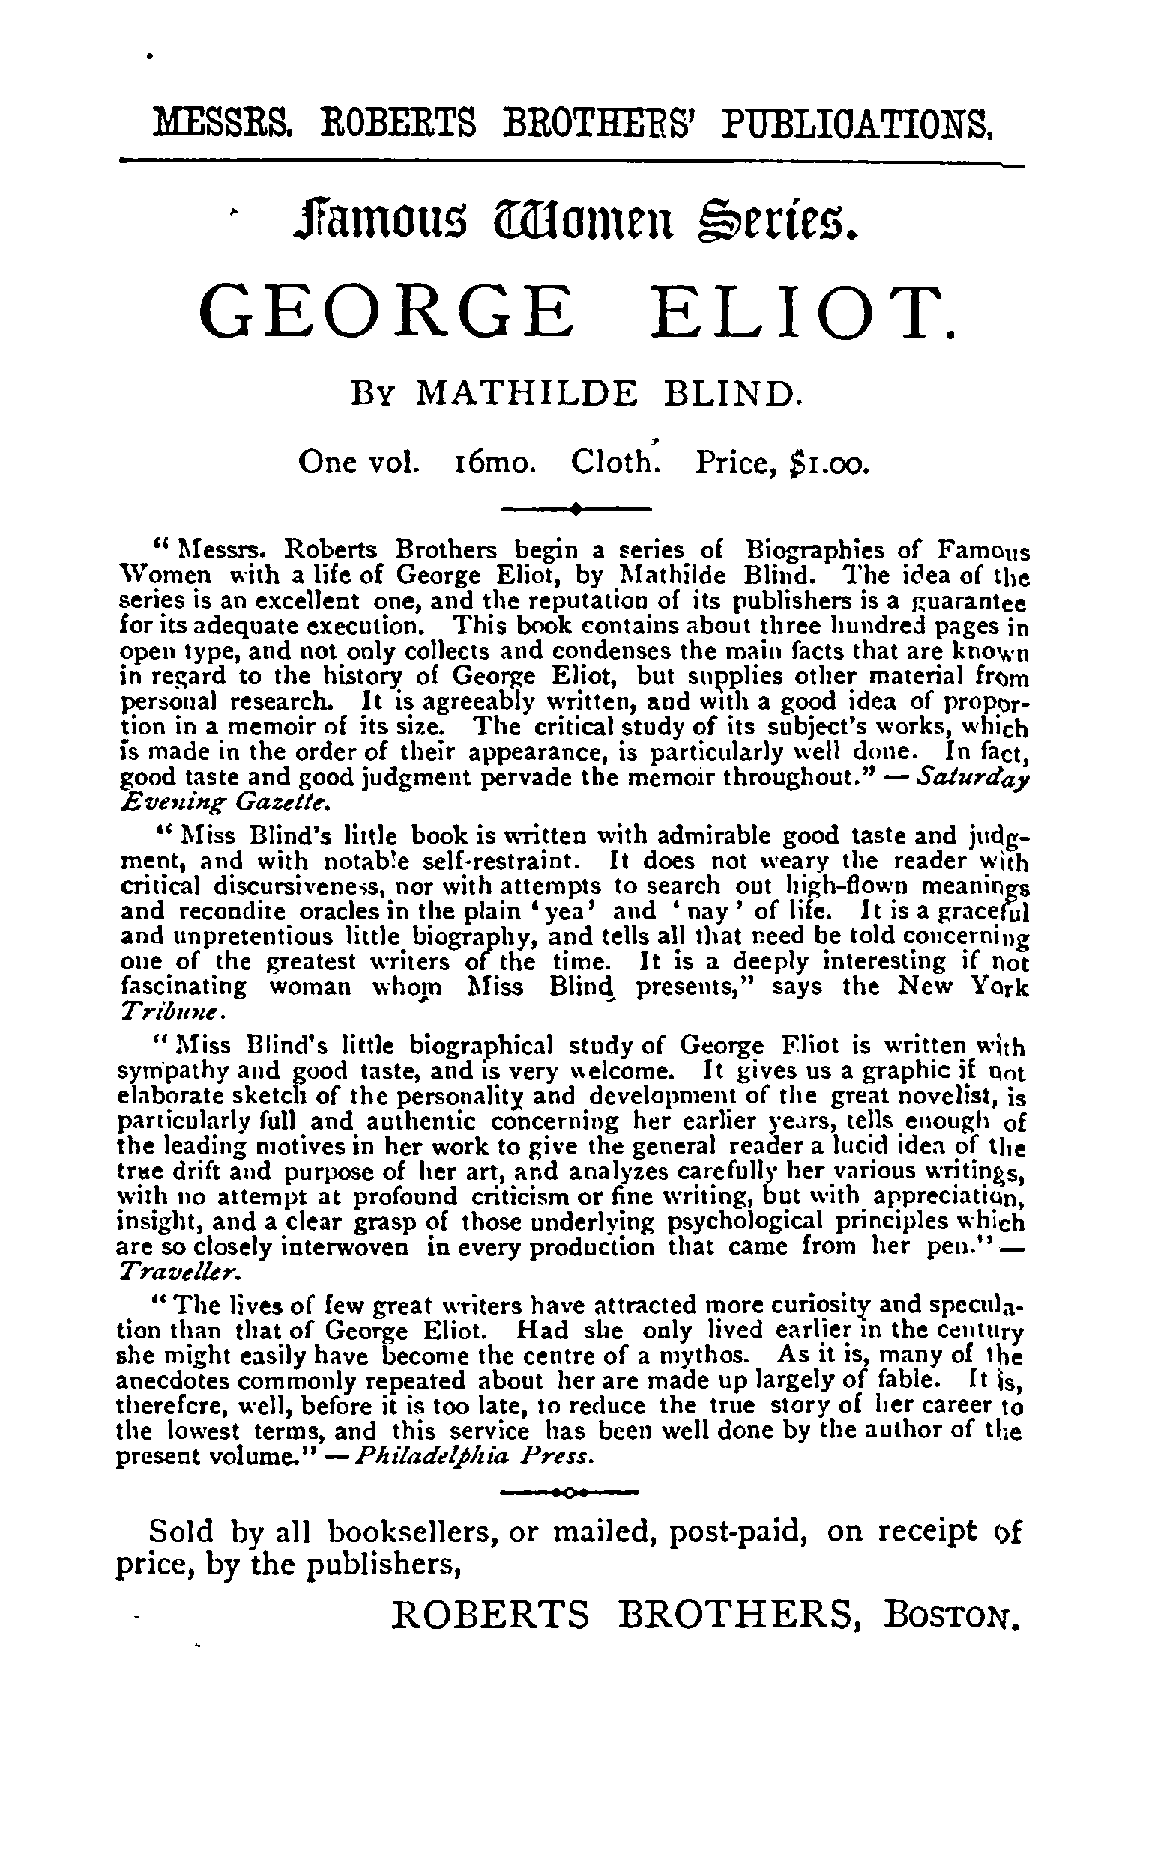 MESSRS. ROBERTS BROTHERS' PUBLICATIONS.
Famous Women Series.
GEORGE ELIOT.
BY MATHILDE BLIND.
One vol. 16mo. Cloth. Price, $1.00.
“Messrs. Roberts Brothers begin a series of Biographies of Famous
Women with a life of George Eliot, by Mathilde Blind. The idea of the
series is an excellent one, and the reputation of its publishers is a guarantee
for its adequate execution. This book contains about three hundred pages in
open type, and not only collects and condenses the main facts that are known
in regard to the history of George Eliot, but supplies other material from
personal research. It is agreeably written, and with a good idea of propor-
tion in a memoir of its size. The critical study of its subject's works, which
is made in the order of their appearance, is particularly well done. In fact,
good taste and good judgment pervade the memoir throughout.” — Saturday
Evening Gazette.
“Miss Blind's little book is written with admirable good taste and judg-
ment, and with notable self-restraint. It does not weary the reader with
critical discursiveness, nor with attempts to search out high-flown meanings
and recondite oracles in the plain ‘yea’ and ‘nay’ of life. It is a graceful
and unpretentious little biography, and tells all that need be told concerning
one of the greatest writers of the time. It is a deeply interesting if not
fascinating woman whom Miss Blind presents,” says the New York
Tribune.
“Miss Blind's little biographical study of George Eliot is written with
sympathy and good taste, and is very welcome. It gives us a graphic if not
elaborate sketch of the personality and development of the great novelist, is
particularly full and authentic concerning her earlier years, tells enough of
the leading motives in her work to give the general reader a lucid idea of the
true drift and purpose of her art, and analyzes carefully her various writings,
with no attempt at profound criticism or fine writing, but with appreciation,
insight, and a clear grasp of those underlying psychological principles which
are so closely interwoven in every production that came from her pen.” —
Traveller.
“The lives of few great writers have attracted more curiosity and specula-
tion than that of George Eliot. Had she only lived earlier in the century
she might easily have become the centre of a mythos. As it is, many of the
anecdotes commonly repeated about her are made up largely of fable. It is,
therefore, well, before it is too late, to reduce the true story of her career to
the lowest terms, and this service has been well done by the author of the
present volume.” — Philadelphia Press.
Sold by all booksellers, or mailed, post-paid, on receipt of
price, by the publishers,
ROBERTS BROTHERS, BOSTON.